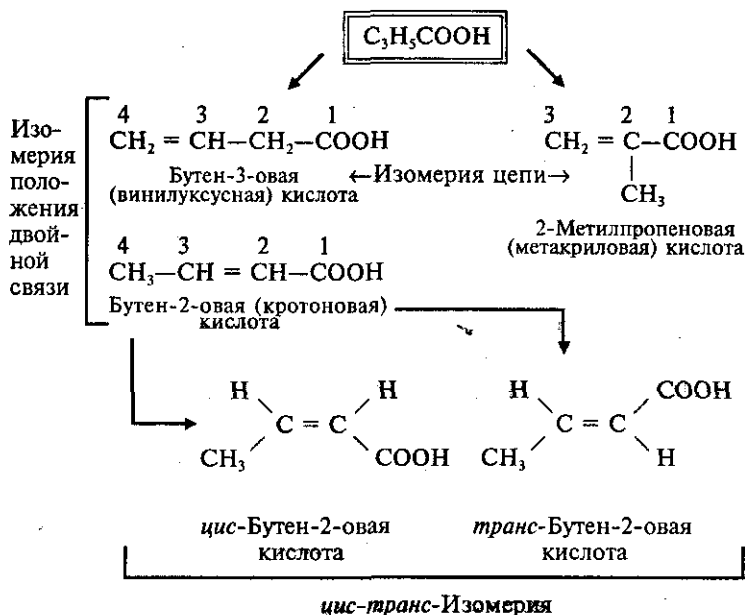 C₃H₅COOH
Изо-
мерия
поло-
жения
двой-
ной
связи
4 3 2 1
CH₂=CH—CH₂—COOH
Бутен-3-овая
(винилуксусная) кислота
←Изомерия цепи→
3 2 1
CH₂=C—COOH
CH₃
2-Метилпропеновая
(метакриловая) кислота
4 3 2 1
CH₃—CH=CH—COOH
Бутен-2-овая (кротоновая)
кислота
H H
C=C
CH₃ COOH
цис-Бутен-2-овая
кислота
H COOH
C=C
CH₃ H
транс-Бутен-2-овая
кислота
цис-транс-Изомерия